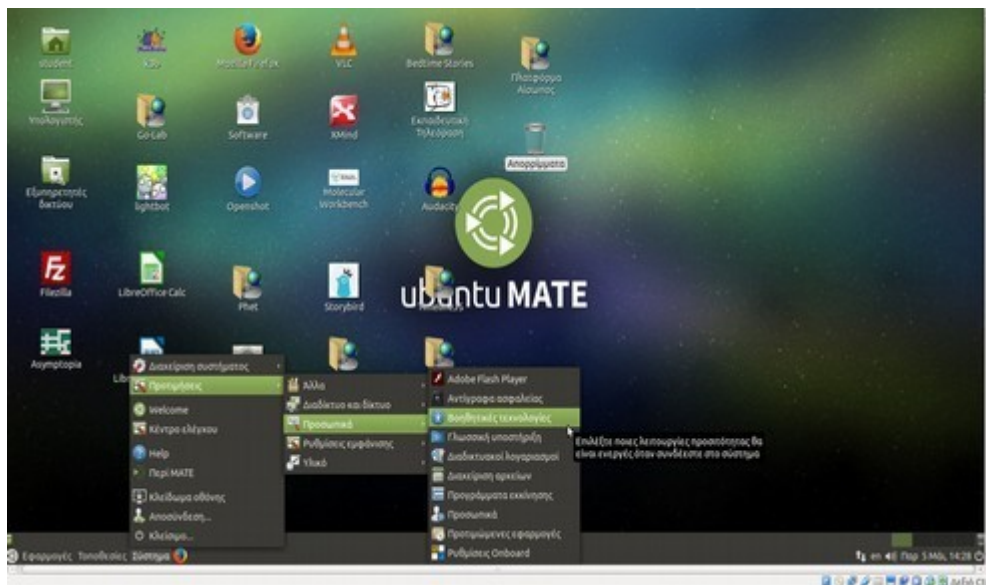 student
k3b
Mozilla Firefox
VLC
Bedtime Stories
Πλατφόρμα
Αίσωπος
Υπολογιστής
Go-Lab
Software
XMind
Εκπαιδευτική
Τηλεόραση
Απορρίμματα
Εξυπηρετητές
δικτύου
lightbot
Openshot
Molecular
Workbench
Audacity
ubuntu MATE
Filezilla
LibreOffice Calc
Phet
Storybird
Asymptopia
Διαχείριση συστήματος
Προτιμήσεις
Welcome
Κέντρο ελέγχου
Help
Περί MATE
Κλείδωμα οθόνης
Αποσύνδεση...
Κλείσιμο...
Άλλα
Διαδίκτυο και δίκτυο
Προσωπικά
Ρυθμίσεις εμφάνισης
Υλικό
Adobe Flash Player
Αντίγραφα ασφαλείας
Βοηθητικές τεχνολογίες
Γλωσσική υποστήριξη
Διαδικτυακοί λογαριασμοί
Διαχείριση αρχείων
Προγράμματα εκκίνησης
Προσωπικά
Προτιμώμενες εφαρμογές
Ρυθμίσεις Onboard
Επιλέξτε ποιες λειτουργίες προσιτότητας θα
είναι ενεργές όταν συνδέεστε στο σύστημα
Εφαρμογές Τοποθεσίες Σύστημα
en Παρ 5 Μάι, 14:28
Δεξιό